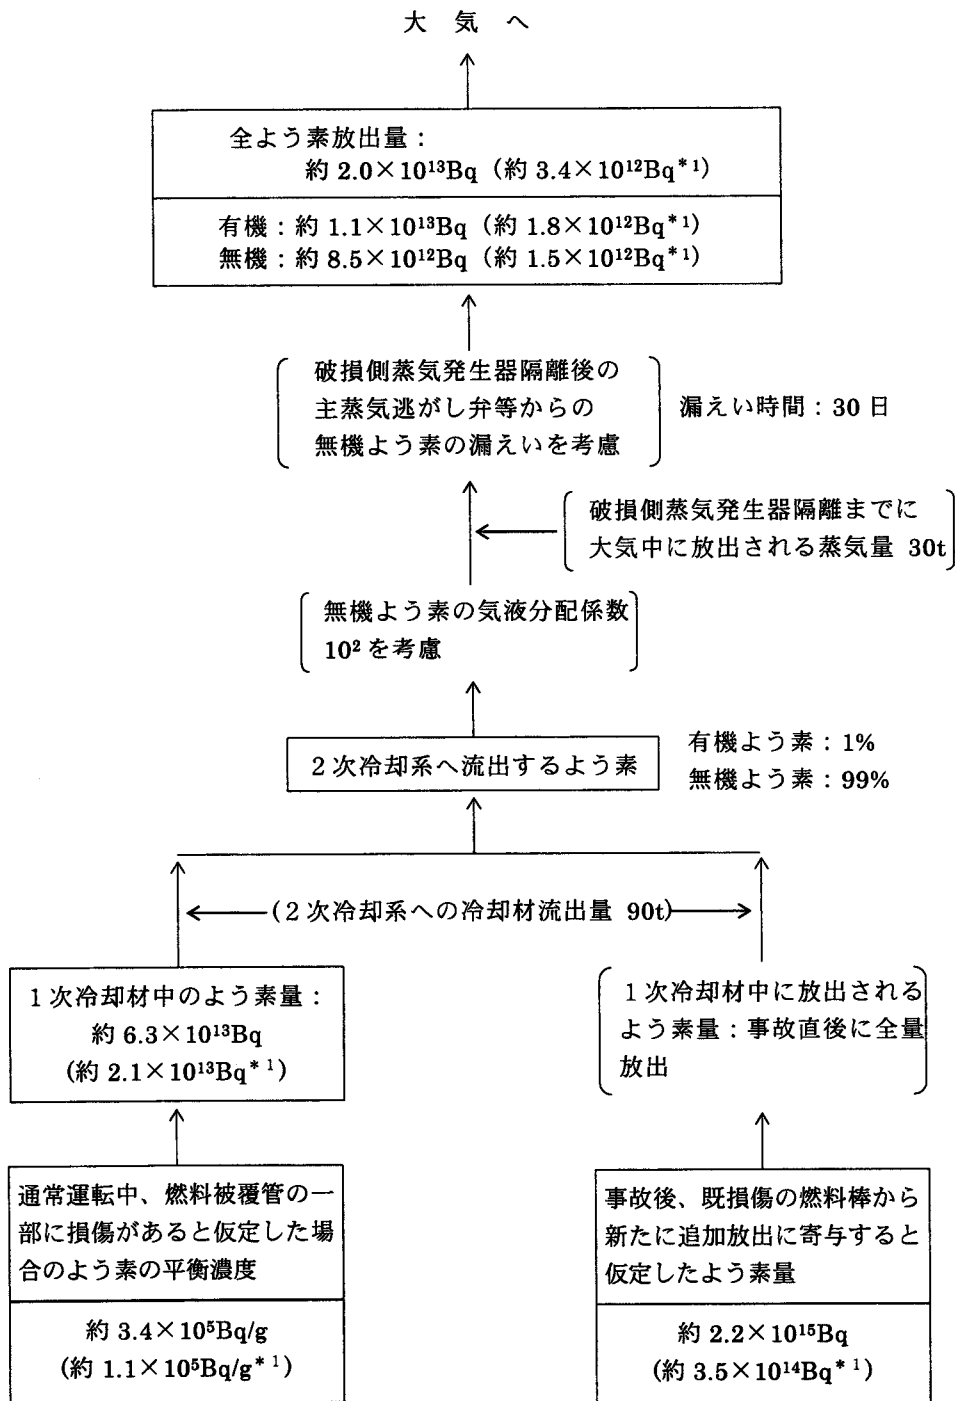 大　気　へ
全よう素放出量：
約 2.0×10¹³Bq（約 3.4×10¹²Bq*¹）
有機：約 1.1×10¹³Bq（約 1.8×10¹²Bq*¹）
無機：約 8.5×10¹²Bq（約 1.5×10¹²Bq*¹）
破損側蒸気発生器隔離後の
主蒸気逃がし弁等からの
無機よう素の漏えいを考慮
漏えい時間：30 日
破損側蒸気発生器隔離までに
大気中に放出される蒸気量 30t
無機よう素の気液分配係数
10² を考慮
2次冷却系へ流出するよう素
有機よう素：1%
無機よう素：99%
(2次冷却系への冷却材流出量 90t)
1次冷却材中のよう素量：
約 6.3×10¹³Bq
(約 2.1×10¹³Bq*¹)
1次冷却材中に放出される
よう素量：事故直後に全量
放出
通常運転中、燃料被覆管の一
部に損傷があると仮定した場
合のよう素の平衡濃度
約 3.4×10⁵Bq/g
(約 1.1×10⁵Bq/g*¹)
事故後、既損傷の燃料棒から
新たに追加放出に寄与すると
仮定したよう素量
約 2.2×10¹⁵Bq
(約 3.5×10¹⁴Bq*¹)